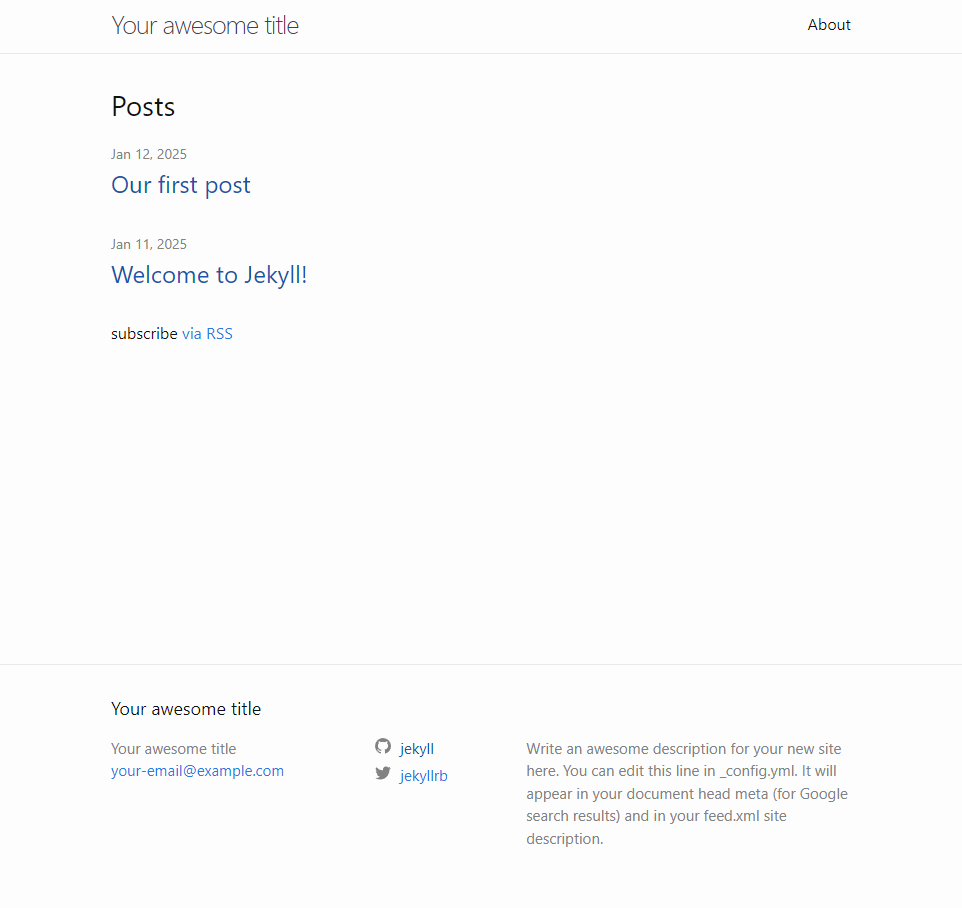 Your awesome title
About
Posts
Jan 12, 2025
Our first post
Jan 11, 2025
Welcome to Jekyll!
subscribe via RSS
Your awesome title
Your awesome title
your-email@example.com
jekyll
jekyllrb
Write an awesome description for your new site
here. You can edit this line in _config.yml. It will
appear in your document head meta (for Google
search results) and in your feed.xml site
description.